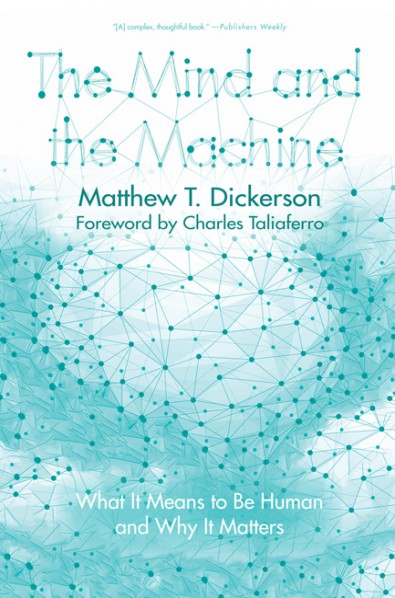 "[A] complex, thoughtful book." —Publishers Weekly
The Mind and
the Machine
Matthew T. Dickerson
Foreword by Charles Taliaferro
What It Means to Be Human
and Why It Matters